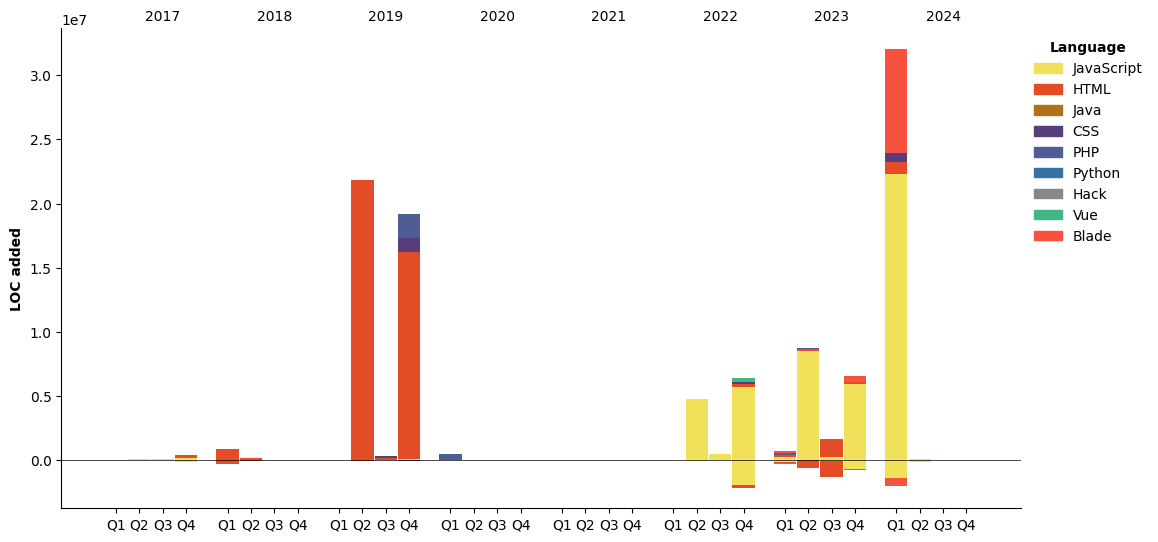 1e7
2017 2018 2019 2020 2021 2022 2023 2024
Language
JavaScript
HTML
Java
CSS
PHP
Python
Hack
Vue
Blade
3.0
2.5
2.0
1.5
1.0
0.5
0.0
LOC added
Q1 Q2 Q3 Q4 Q1 Q2 Q3 Q4 Q1 Q2 Q3 Q4 Q1 Q2 Q3 Q4 Q1 Q2 Q3 Q4 Q1 Q2 Q3 Q4 Q1 Q2 Q3 Q4 Q1 Q2 Q3 Q4